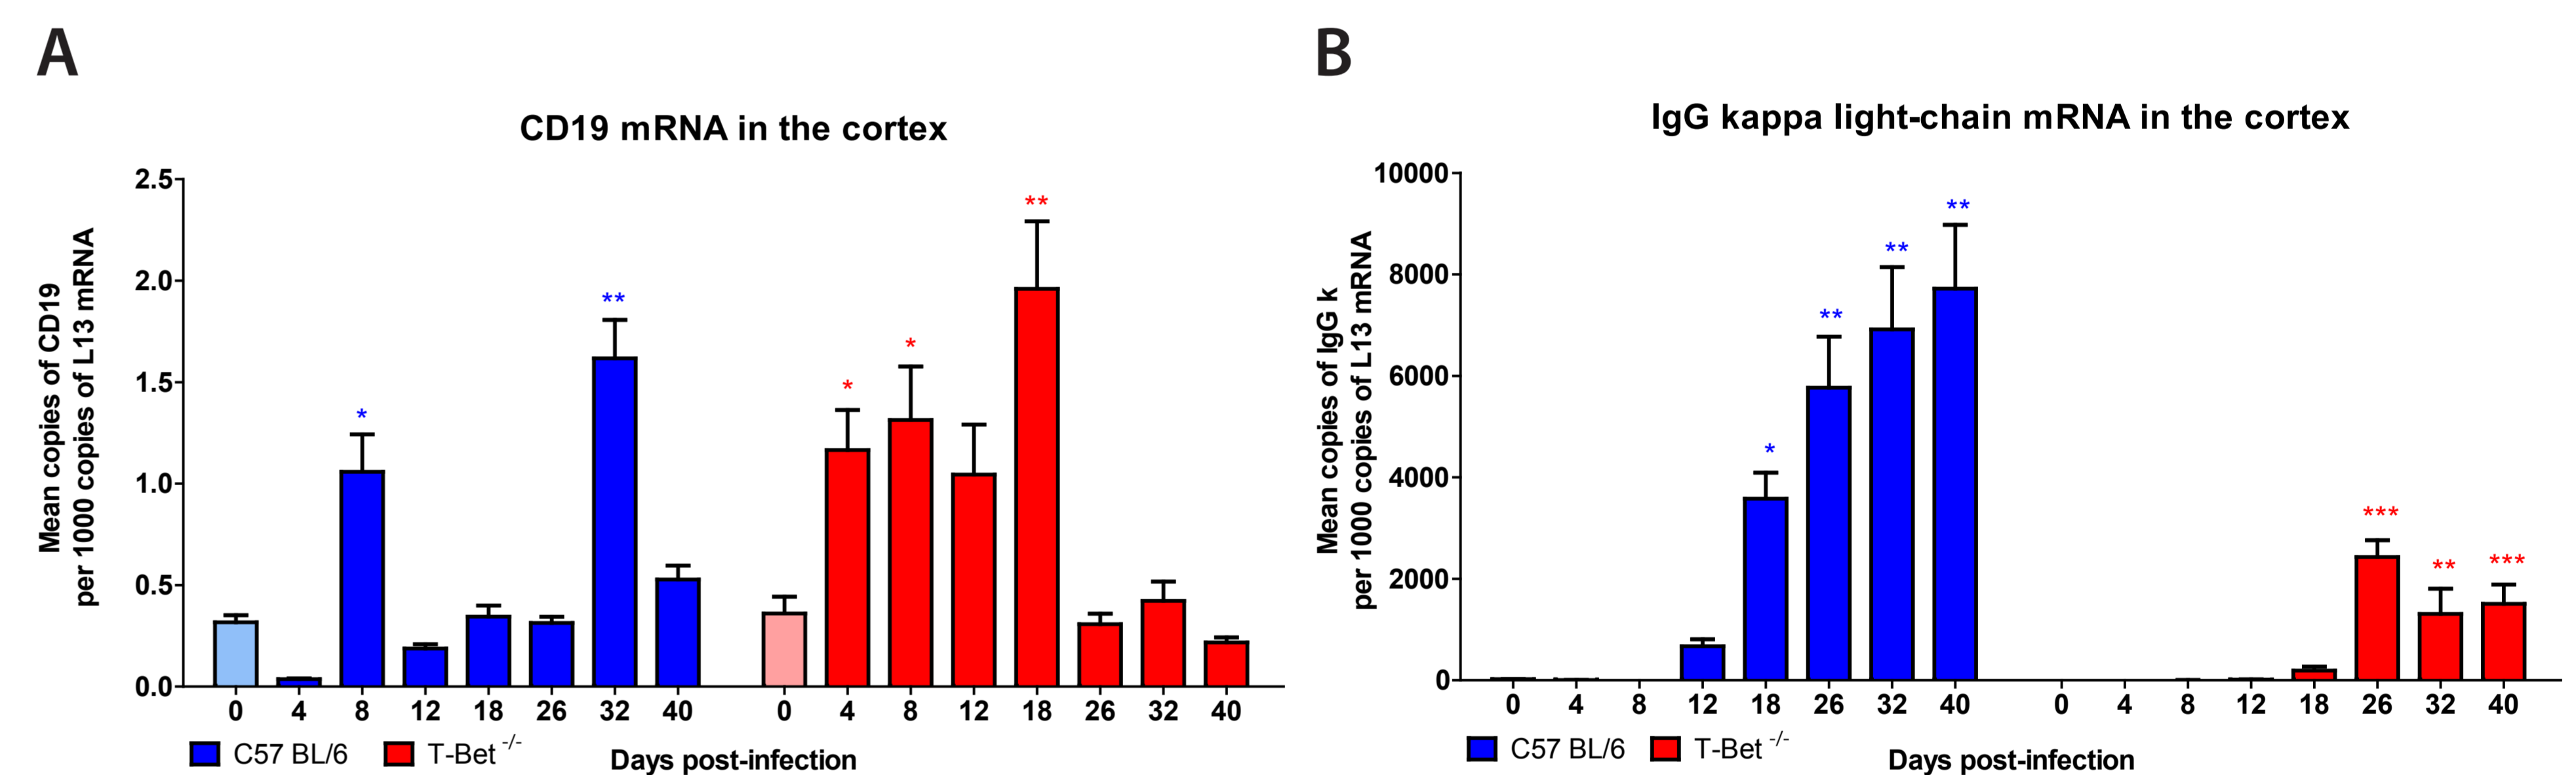 A
CD19 mRNA in the cortex
Mean copies of CD19
per 1000 copies of L13 mRNA
2.5
2.0
1.5
1.0
0.5
0.0
*
**
*
*
**
0 4 8 12 18 26 32 40 0 4 8 12 18 26 32 40
C57 BL/6 T-Bet -/-
Days post-infection
B
IgG kappa light-chain mRNA in the cortex
Mean copies of IgG k
per 1000 copies of L13 mRNA
10000
8000
6000
4000
2000
0
*
**
**
**
***
**
***
0 4 8 12 18 26 32 40 0 4 8 12 18 26 32 40
C57 BL/6 T-Bet -/-
Days post-infection